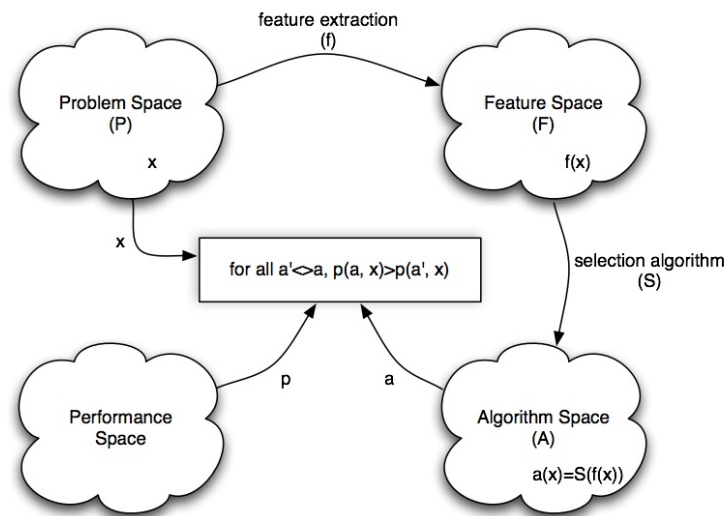 feature extraction
(f)
Problem Space
(P)
x
Feature Space
(F)
f(x)
x
for all a'<>a, p(a, x)>p(a', x)
selection algorithm
(S)
p
a
Performance
Space
Algorithm Space
(A)
a(x)=S(f(x))